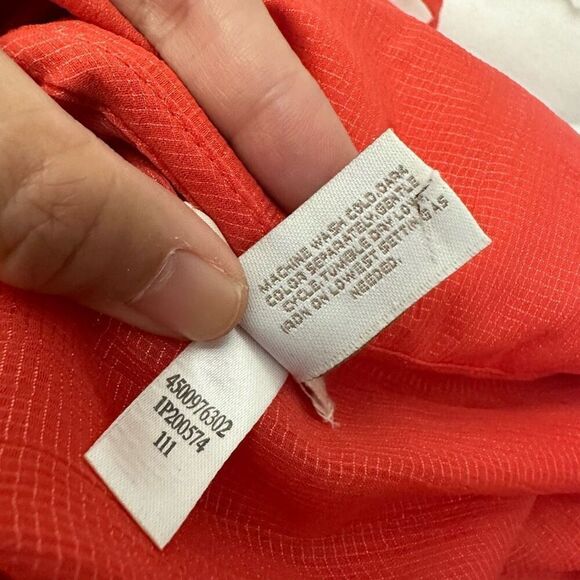 MACHINE WASH COLD,DARK
COLOR SEPARATELY,GENTLE
CYCLE,TUMBLE DRY LOW,
IRON ON LOWEST SETTING AS
NEEDED.
4500976302
1P200574
111